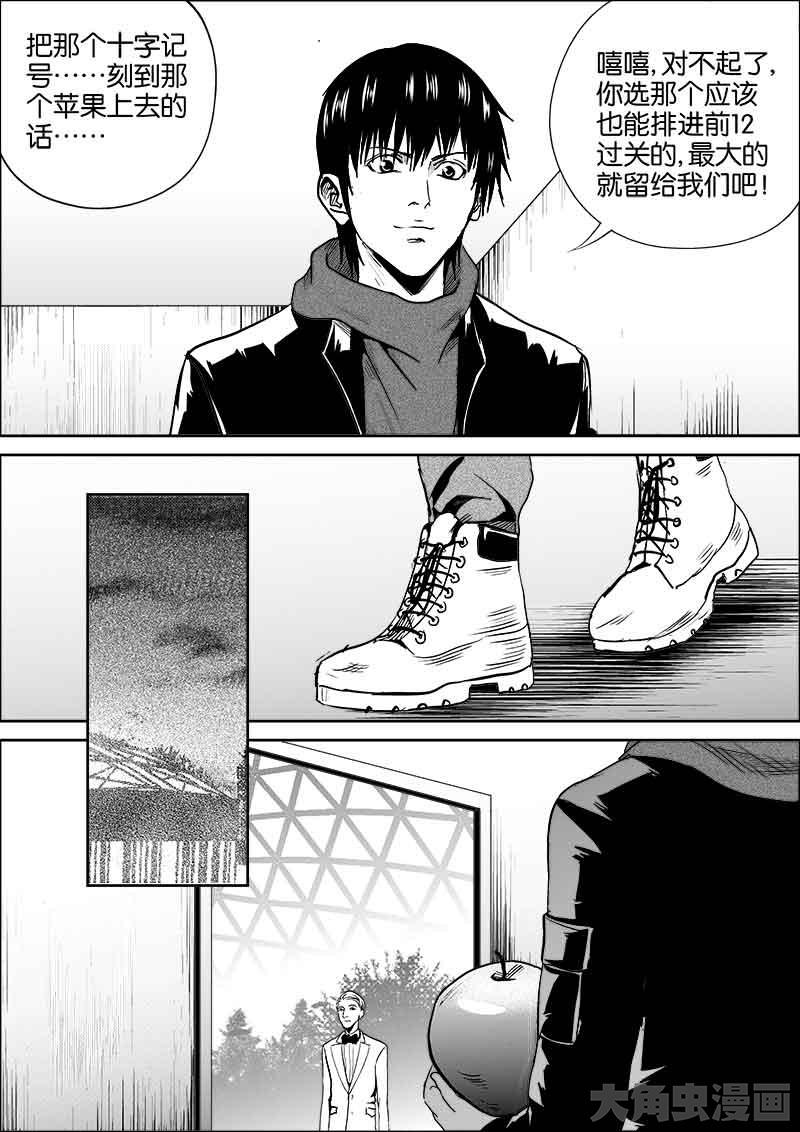 把那个十字记
号……刻到那
个苹果上去的
话……
嘻嘻，对不起了，
你选那个应该
也能排进前12
过关的，最大的
就留给我们吧！
大角虫漫画